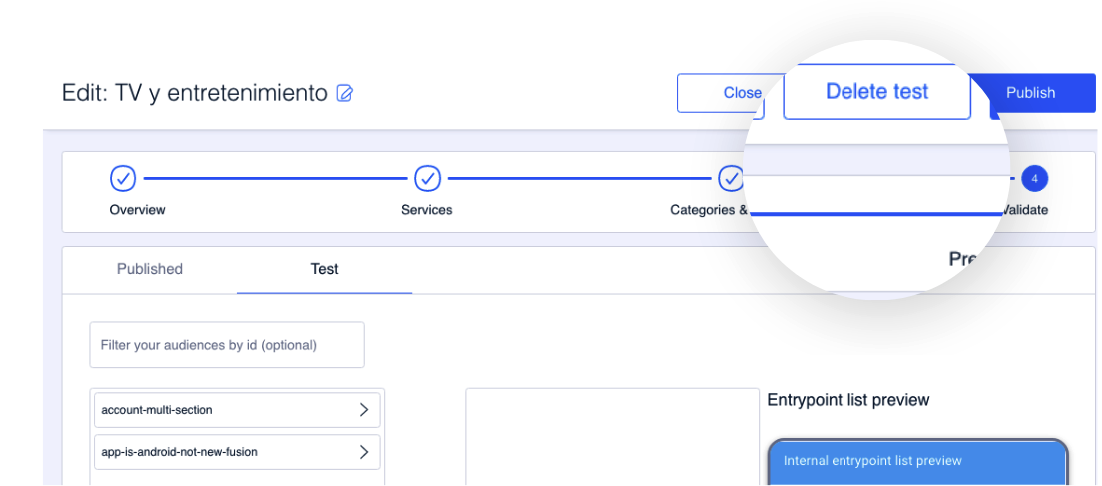 Edit: TV y entretenimiento
Close
Delete test
Publish
4
Overview
Services
Categories &
Validate
Published
Test
Filter your audiences by id (optional)
account-multi-section
Entrypoint list preview
app-is-android-not-new-fusion
Internal entrypoint list preview